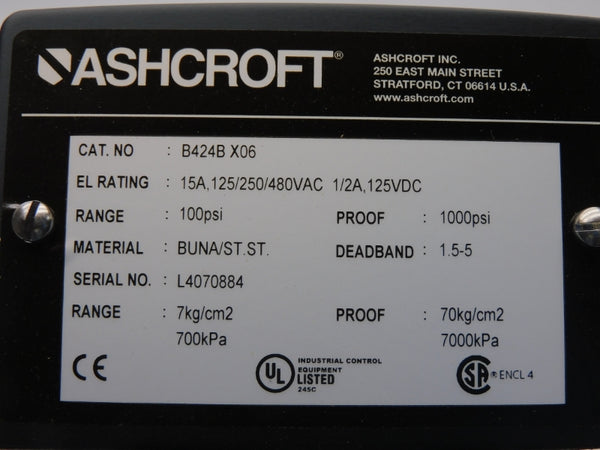 ASHCROFT®
ASHCROFT INC.
250 EAST MAIN STREET
STRATFORD, CT 06614 U.S.A.
www.ashcroft.com
CAT. NO : B424B X06
EL RATING : 15A,125/250/480VAC 1/2A,125VDC
RANGE : 100psi PROOF : 1000psi
MATERIAL : BUNA/ST.ST. DEADBAND : 1.5-5
SERIAL NO. : L4070884
RANGE : 7kg/cm2 PROOF : 70kg/cm2
700kPa 7000kPa
CE UL INDUSTRIAL CONTROL
EQUIPMENT
LISTED
245C
SA ® ENCL 4